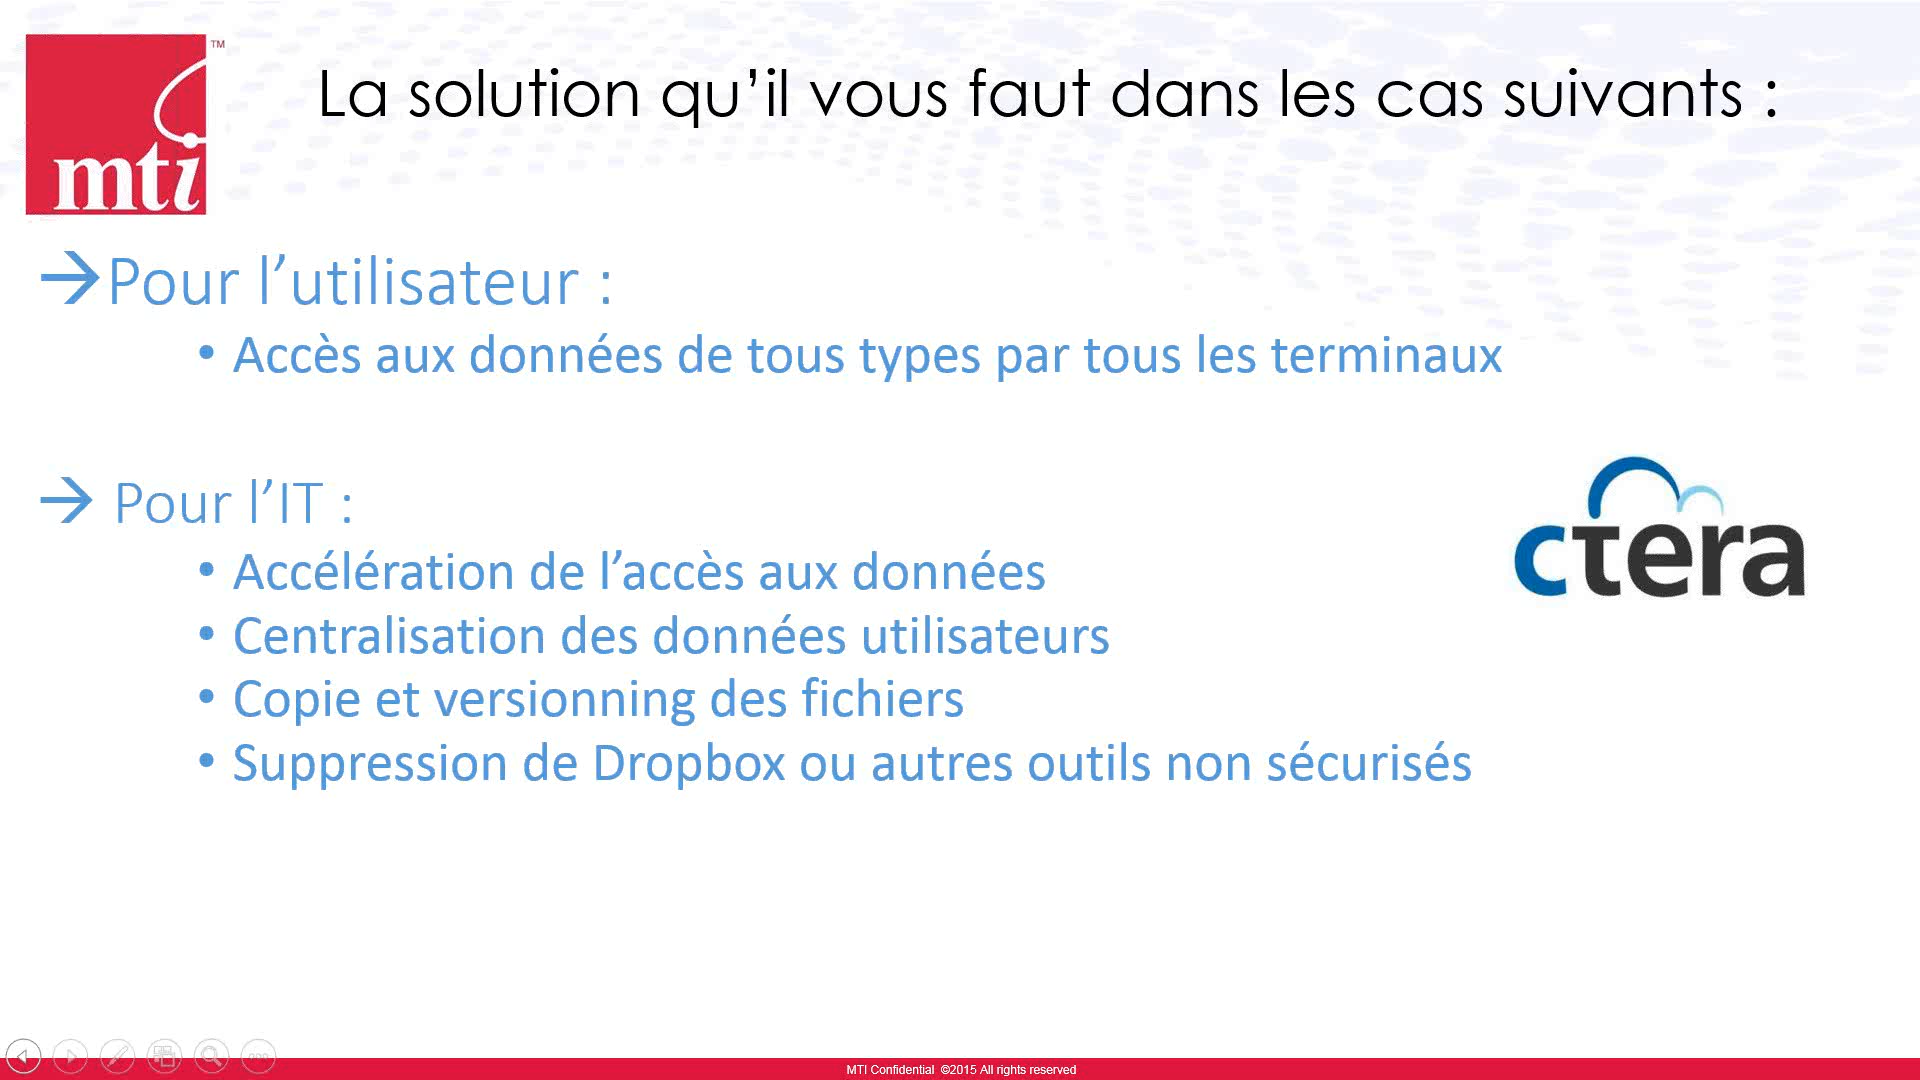 mti ™
La solution qu’il vous faut dans les cas suivants :
→Pour l’utilisateur :
• Accès aux données de tous types par tous les terminaux
→ Pour l’IT :
• Accélération de l’accès aux données
• Centralisation des données utilisateurs
• Copie et versionning des fichiers
• Suppression de Dropbox ou autres outils non sécurisés
ctera
MTI Confidential ©2015 All rights reserved